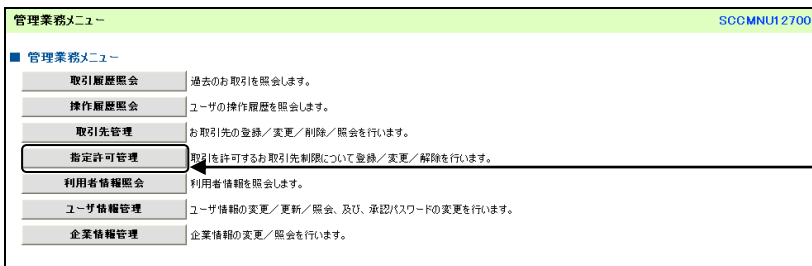 管理業務メニュー SCCMNU12700
■ 管理業務メニュー
取引履歴照会 過去のお取引を照会します。
操作履歴照会 ユーザの操作履歴を照会します。
取引先管理 お取引先の登録／変更／削除／照会を行います。
指定許可管理 取引を許可するお取引先制限について登録／変更／解除を行います。
利用者情報照会 利用者情報を照会します。
ユーザ情報管理 ユーザ情報の変更／更新／照会、及び、承認パスワードの変更を行います。
企業情報管理 企業情報の変更／照会を行います。